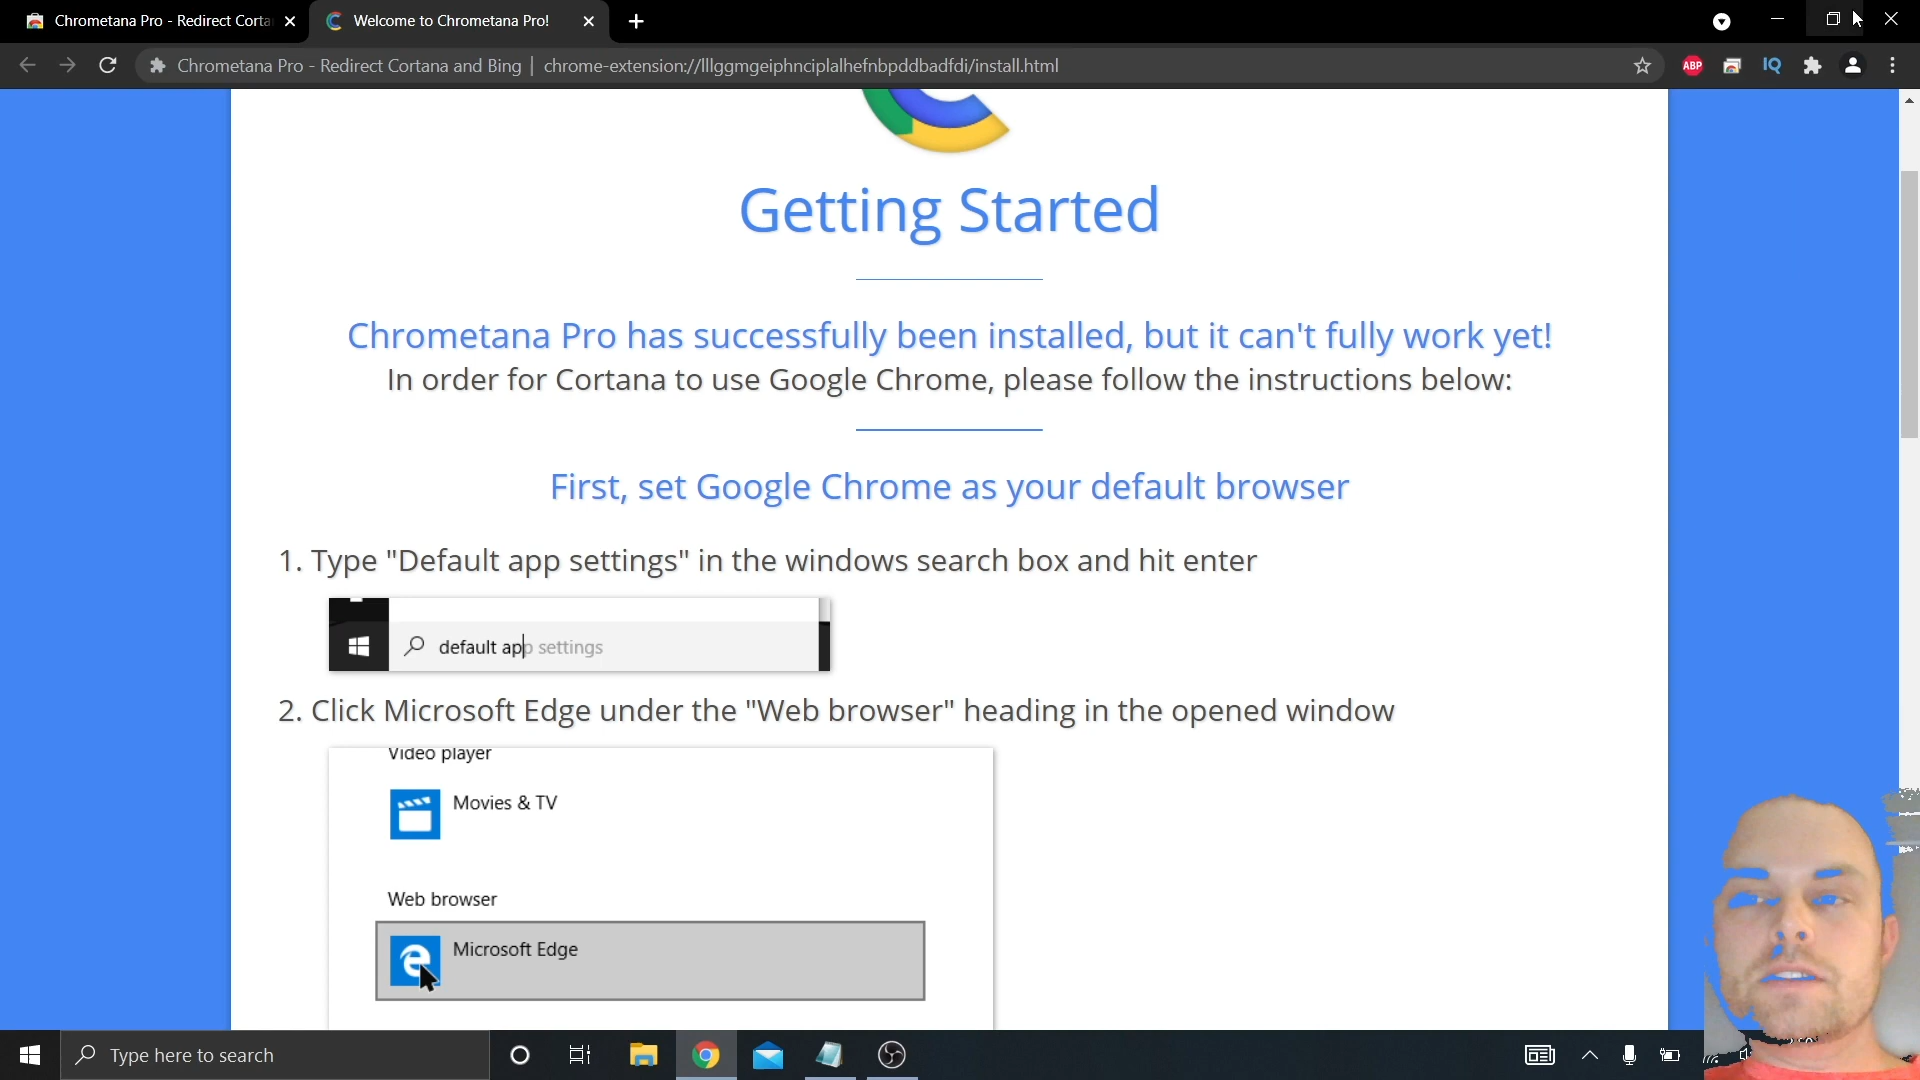 Chrometana Pro - Redirect Corta
Welcome to Chrometana Pro!
Chrometana Pro - Redirect Cortana and Bing | chrome-extension://lllggmgeiphnciplalhefnbpddbadfdi/install.html
ABP
IQ
Getting Started
Chrometana Pro has successfully been installed, but it can't fully work yet!
In order for Cortana to use Google Chrome, please follow the instructions below:
First, set Google Chrome as your default browser
1. Type "Default app settings" in the windows search box and hit enter
default app settings
2. Click Microsoft Edge under the "Web browser" heading in the opened window
Video player
Movies & TV
Web browser
Microsoft Edge
Type here to search